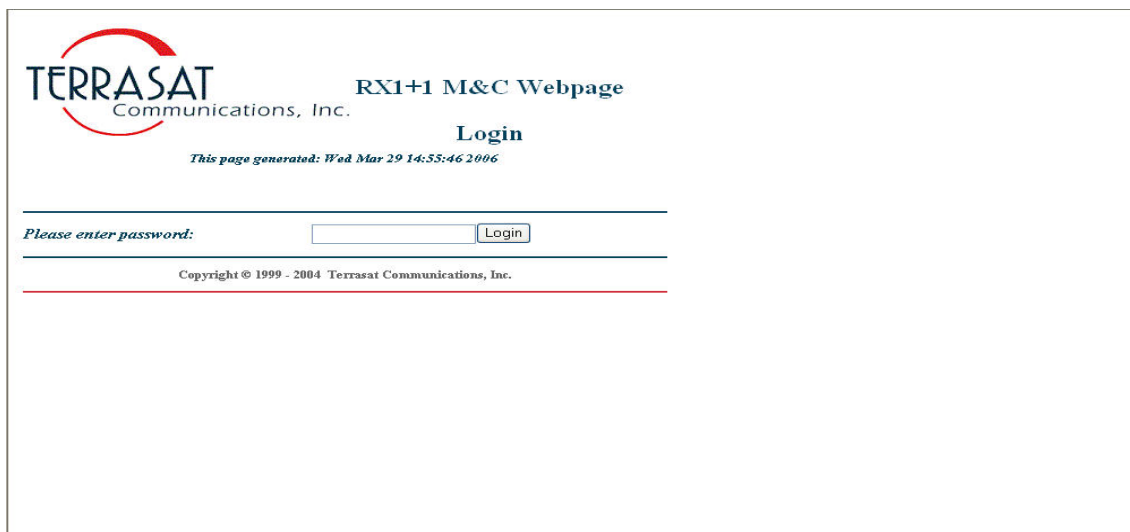 TERRASAT
Communications, Inc.
RX1+1 M&C Webpage
Login
This page generated: Wed Mar 29 14:55:46 2006
Please enter password:
Login
Copyright © 1999 - 2004 Terrasat Communications, Inc.